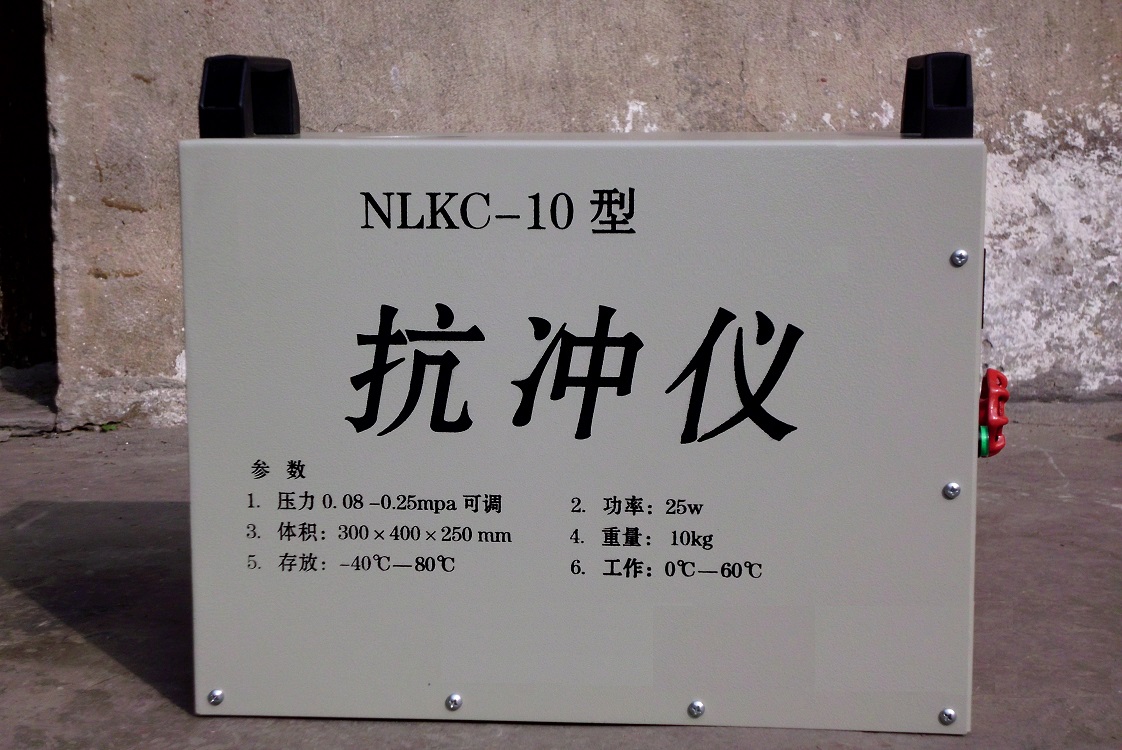 NLKC-10 型
抗冲仪
参 数
1. 压力 0.08-0.25mpa 可调 2. 功率：25w
3. 体积：300×400×250 mm 4. 重量： 10kg
5. 存放：-40℃—80℃ 6. 工作：0℃—60℃